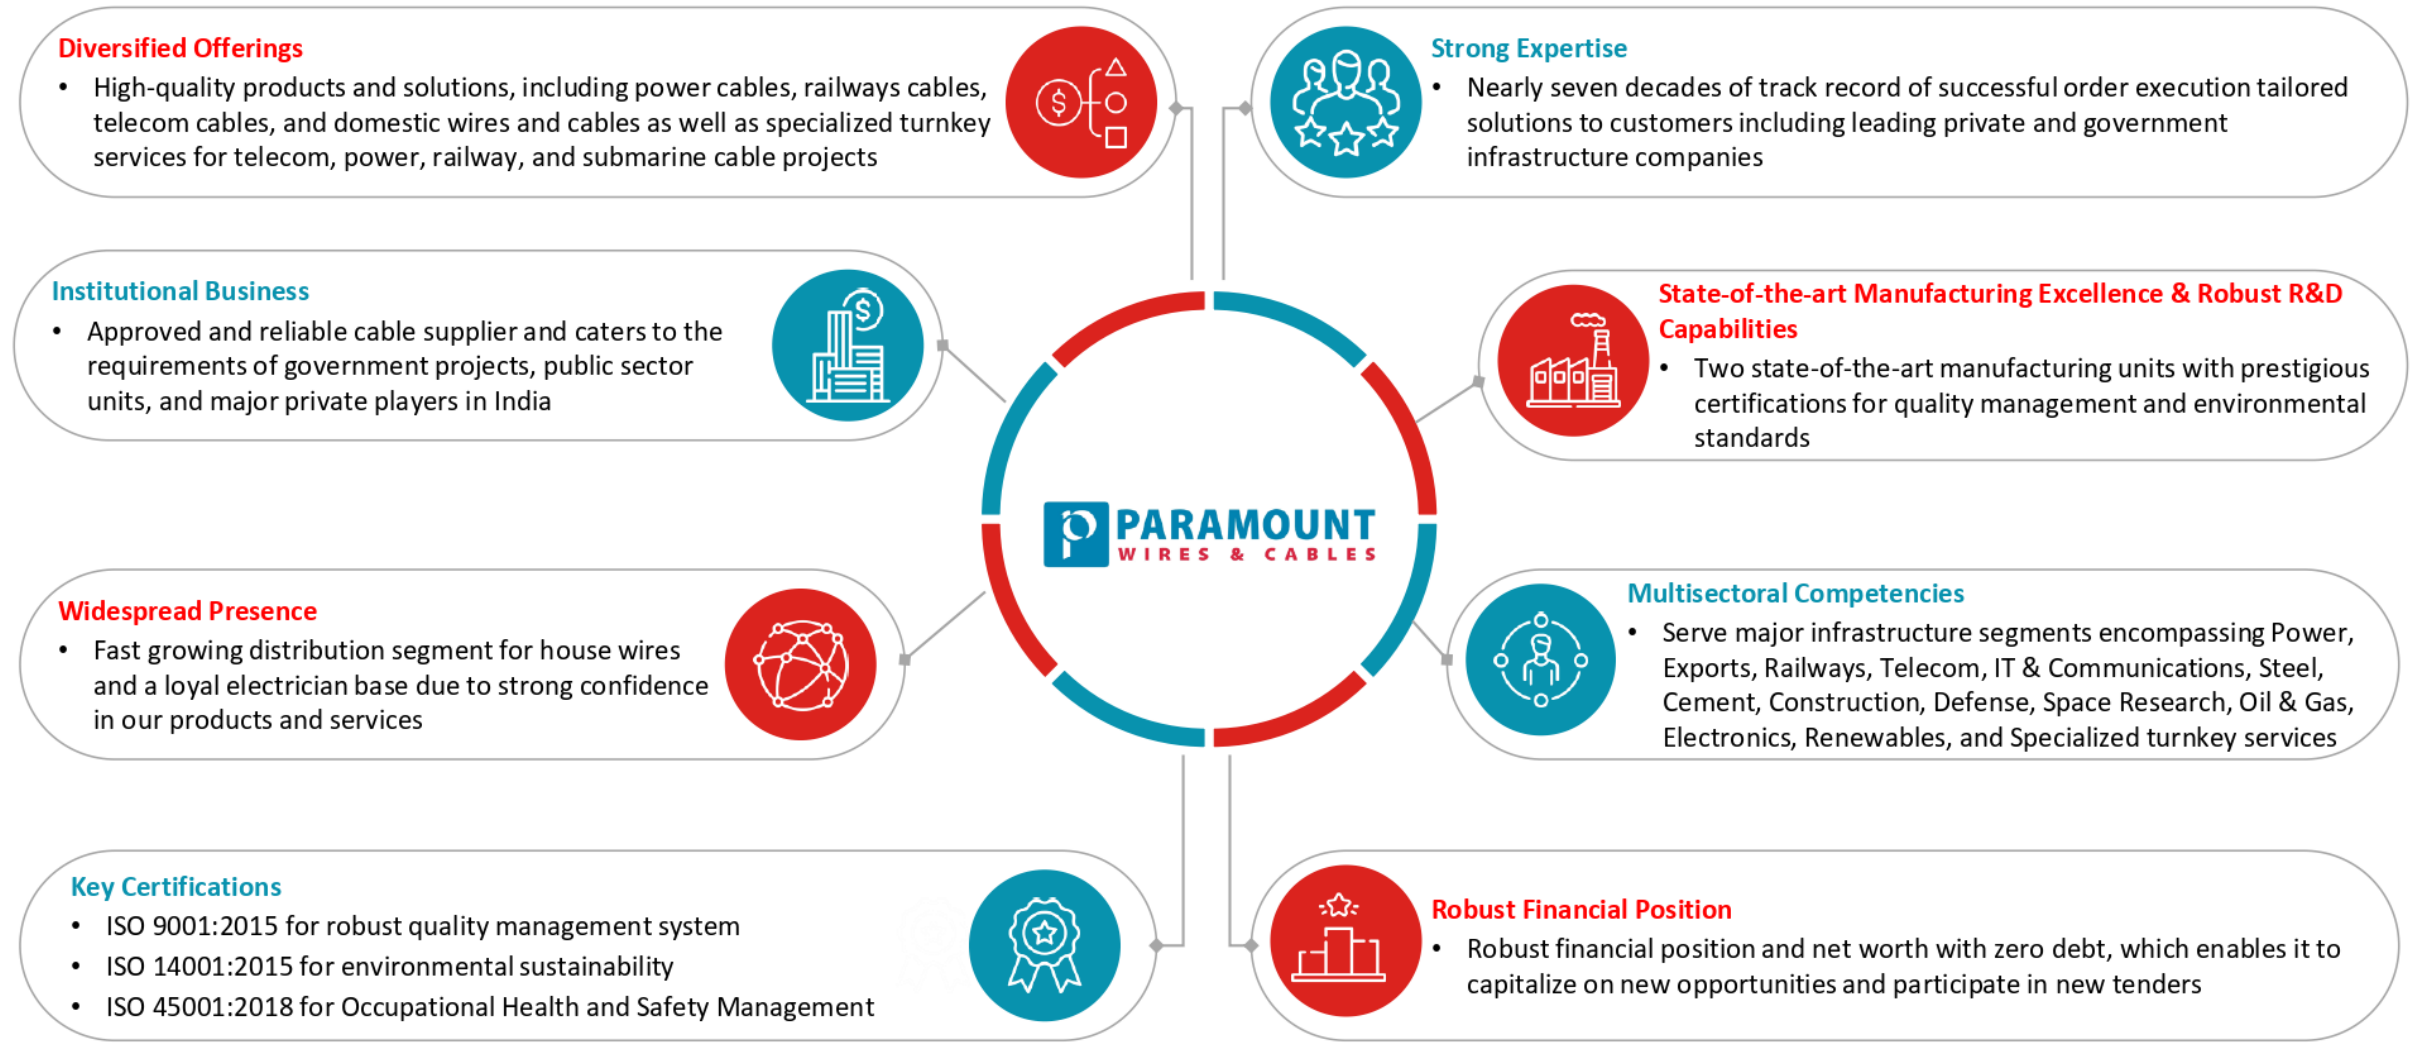 Diversified Offerings
• High-quality products and solutions, including power cables, railways cables,
telecom cables, and domestic wires and cables as well as specialized turnkey
services for telecom, power, railway, and submarine cable projects
Strong Expertise
• Nearly seven decades of track record of successful order execution tailored
solutions to customers including leading private and government
infrastructure companies
Institutional Business
• Approved and reliable cable supplier and caters to the
requirements of government projects, public sector
units, and major private players in India
State-of-the-art Manufacturing Excellence & Robust R&D
Capabilities
• Two state-of-the-art manufacturing units with prestigious
certifications for quality management and environmental
standards
PARAMOUNT
WIRES & CABLES
Widespread Presence
• Fast growing distribution segment for house wires
and a loyal electrician base due to strong confidence
in our products and services
Multisectoral Competencies
• Serve major infrastructure segments encompassing Power,
Exports, Railways, Telecom, IT & Communications, Steel,
Cement, Construction, Defense, Space Research, Oil & Gas,
Electronics, Renewables, and Specialized turnkey services
Key Certifications
• ISO 9001:2015 for robust quality management system
• ISO 14001:2015 for environmental sustainability
• ISO 45001:2018 for Occupational Health and Safety Management
Robust Financial Position
• Robust financial position and net worth with zero debt, which enables it to
capitalize on new opportunities and participate in new tenders